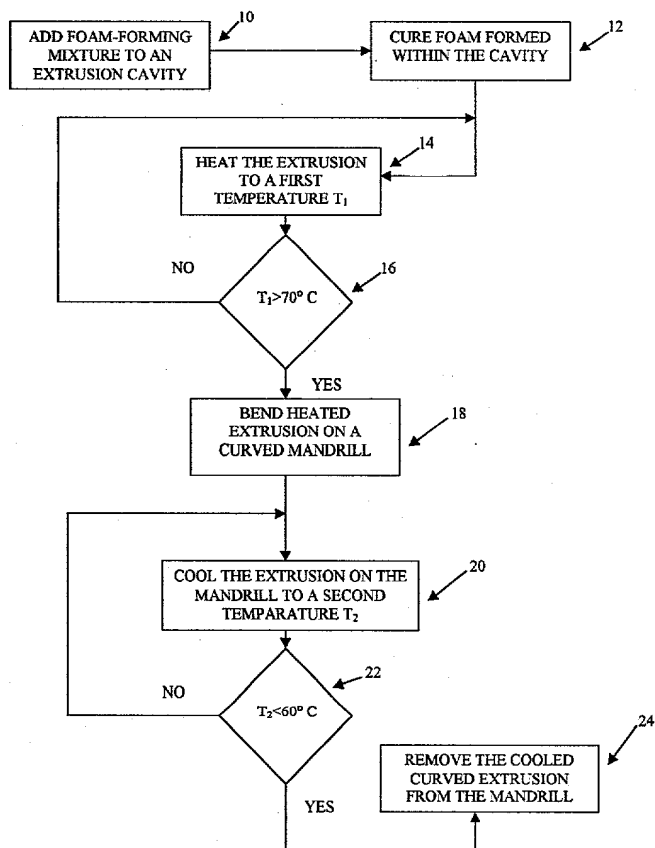 10
ADD FOAM-FORMING
MIXTURE TO AN
EXTRUSION CAVITY
12
CURE FOAM FORMED
WITHIN THE CAVITY
14
HEAT THE EXTRUSION
TO A FIRST
TEMPERATURE T₁
NO
16
T₁>70° C
YES
BEND HEATED
EXTRUSION ON A
CURVED MANDRILL
18
COOL THE EXTRUSION ON THE
MANDRILL TO A SECOND
TEMPARATURE T₂
20
NO
22
T₂<60° C
YES
24
REMOVE THE COOLED
CURVED EXTRUSION
FROM THE MANDRILL